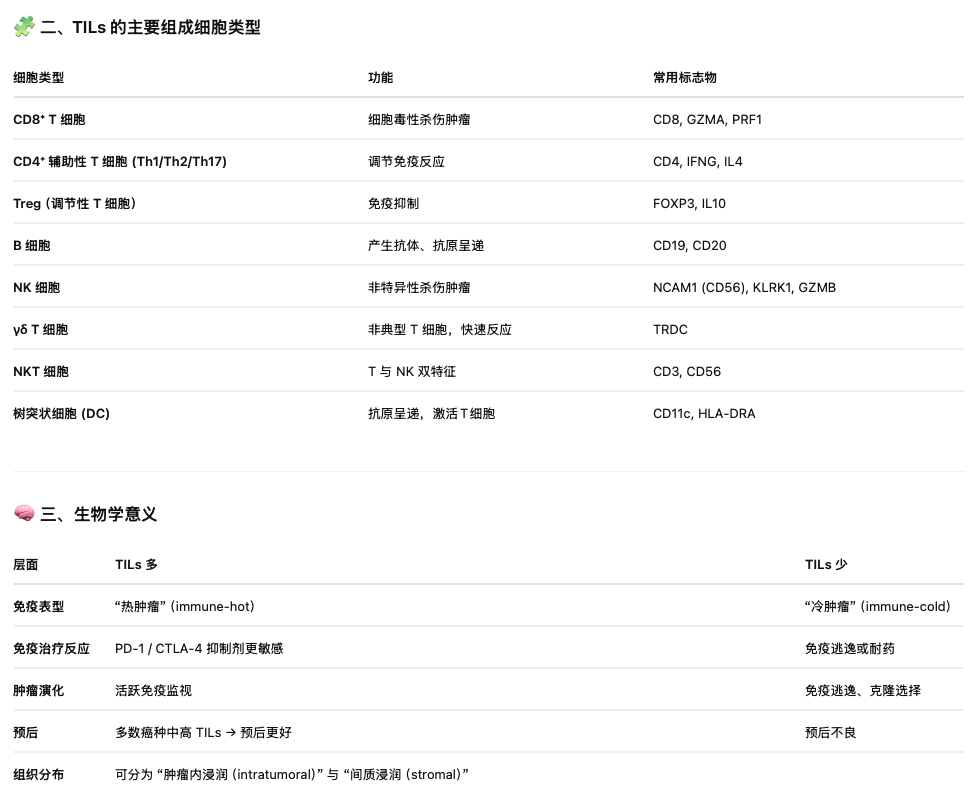 🧩 二、TILs 的主要组成细胞类型
细胞类型 功能 常用标志物
CD8⁺ T 细胞 细胞毒性杀伤肿瘤 CD8, GZMA, PRF1
CD4⁺ 辅助性 T 细胞 (Th1/Th2/Th17) 调节免疫反应 CD4, IFNG, IL4
Treg（调节性 T 细胞） 免疫抑制 FOXP3, IL10
B 细胞 产生抗体、抗原呈递 CD19, CD20
NK 细胞 非特异性杀伤肿瘤 NCAM1 (CD56), KLRK1, GZMB
γδ T 细胞 非典型 T 细胞，快速反应 TRDC
NKT 细胞 T 与 NK 双特征 CD3, CD56
树突状细胞 (DC) 抗原呈递，激活T细胞 CD11c, HLA-DRA
🧠 三、生物学意义
层面 TILs 多 TILs 少
免疫表型 “热肿瘤” (immune-hot) “冷肿瘤” (immune-cold)
免疫治疗反应 PD-1 / CTLA-4 抑制剂更敏感 免疫逃逸或耐药
肿瘤演化 活跃免疫监视 免疫逃逸、克隆选择
预后 多数癌种中高 TILs → 预后更好 预后不良
组织分布 可分为 “肿瘤内浸润 (intratumoral)” 与 “间质浸润 (stromal)”